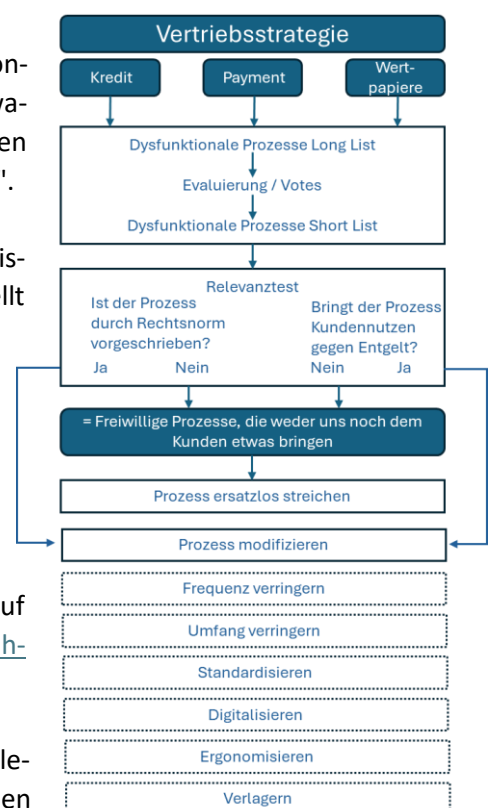 Vertriebsstrategie
Kredit
Payment
Wert-
papiere
Dysfunktionale Prozesse Long List
Evaluierung / Votes
Dysfunktionale Prozesse Short List
Relevanztest
Ist der Prozess
durch Rechtsnorm
vorgeschrieben?
Ja Nein
Bringt der Prozess
Kundennutzen
gegen Entgelt?
Nein Ja
= Freiwillige Prozesse, die weder uns noch dem
Kunden etwas bringen
Prozess ersatzlos streichen
Prozess modifizieren
Frequenz verringern
Umfang verringern
Standardisieren
Digitalisieren
Ergonomisieren
Verlagern